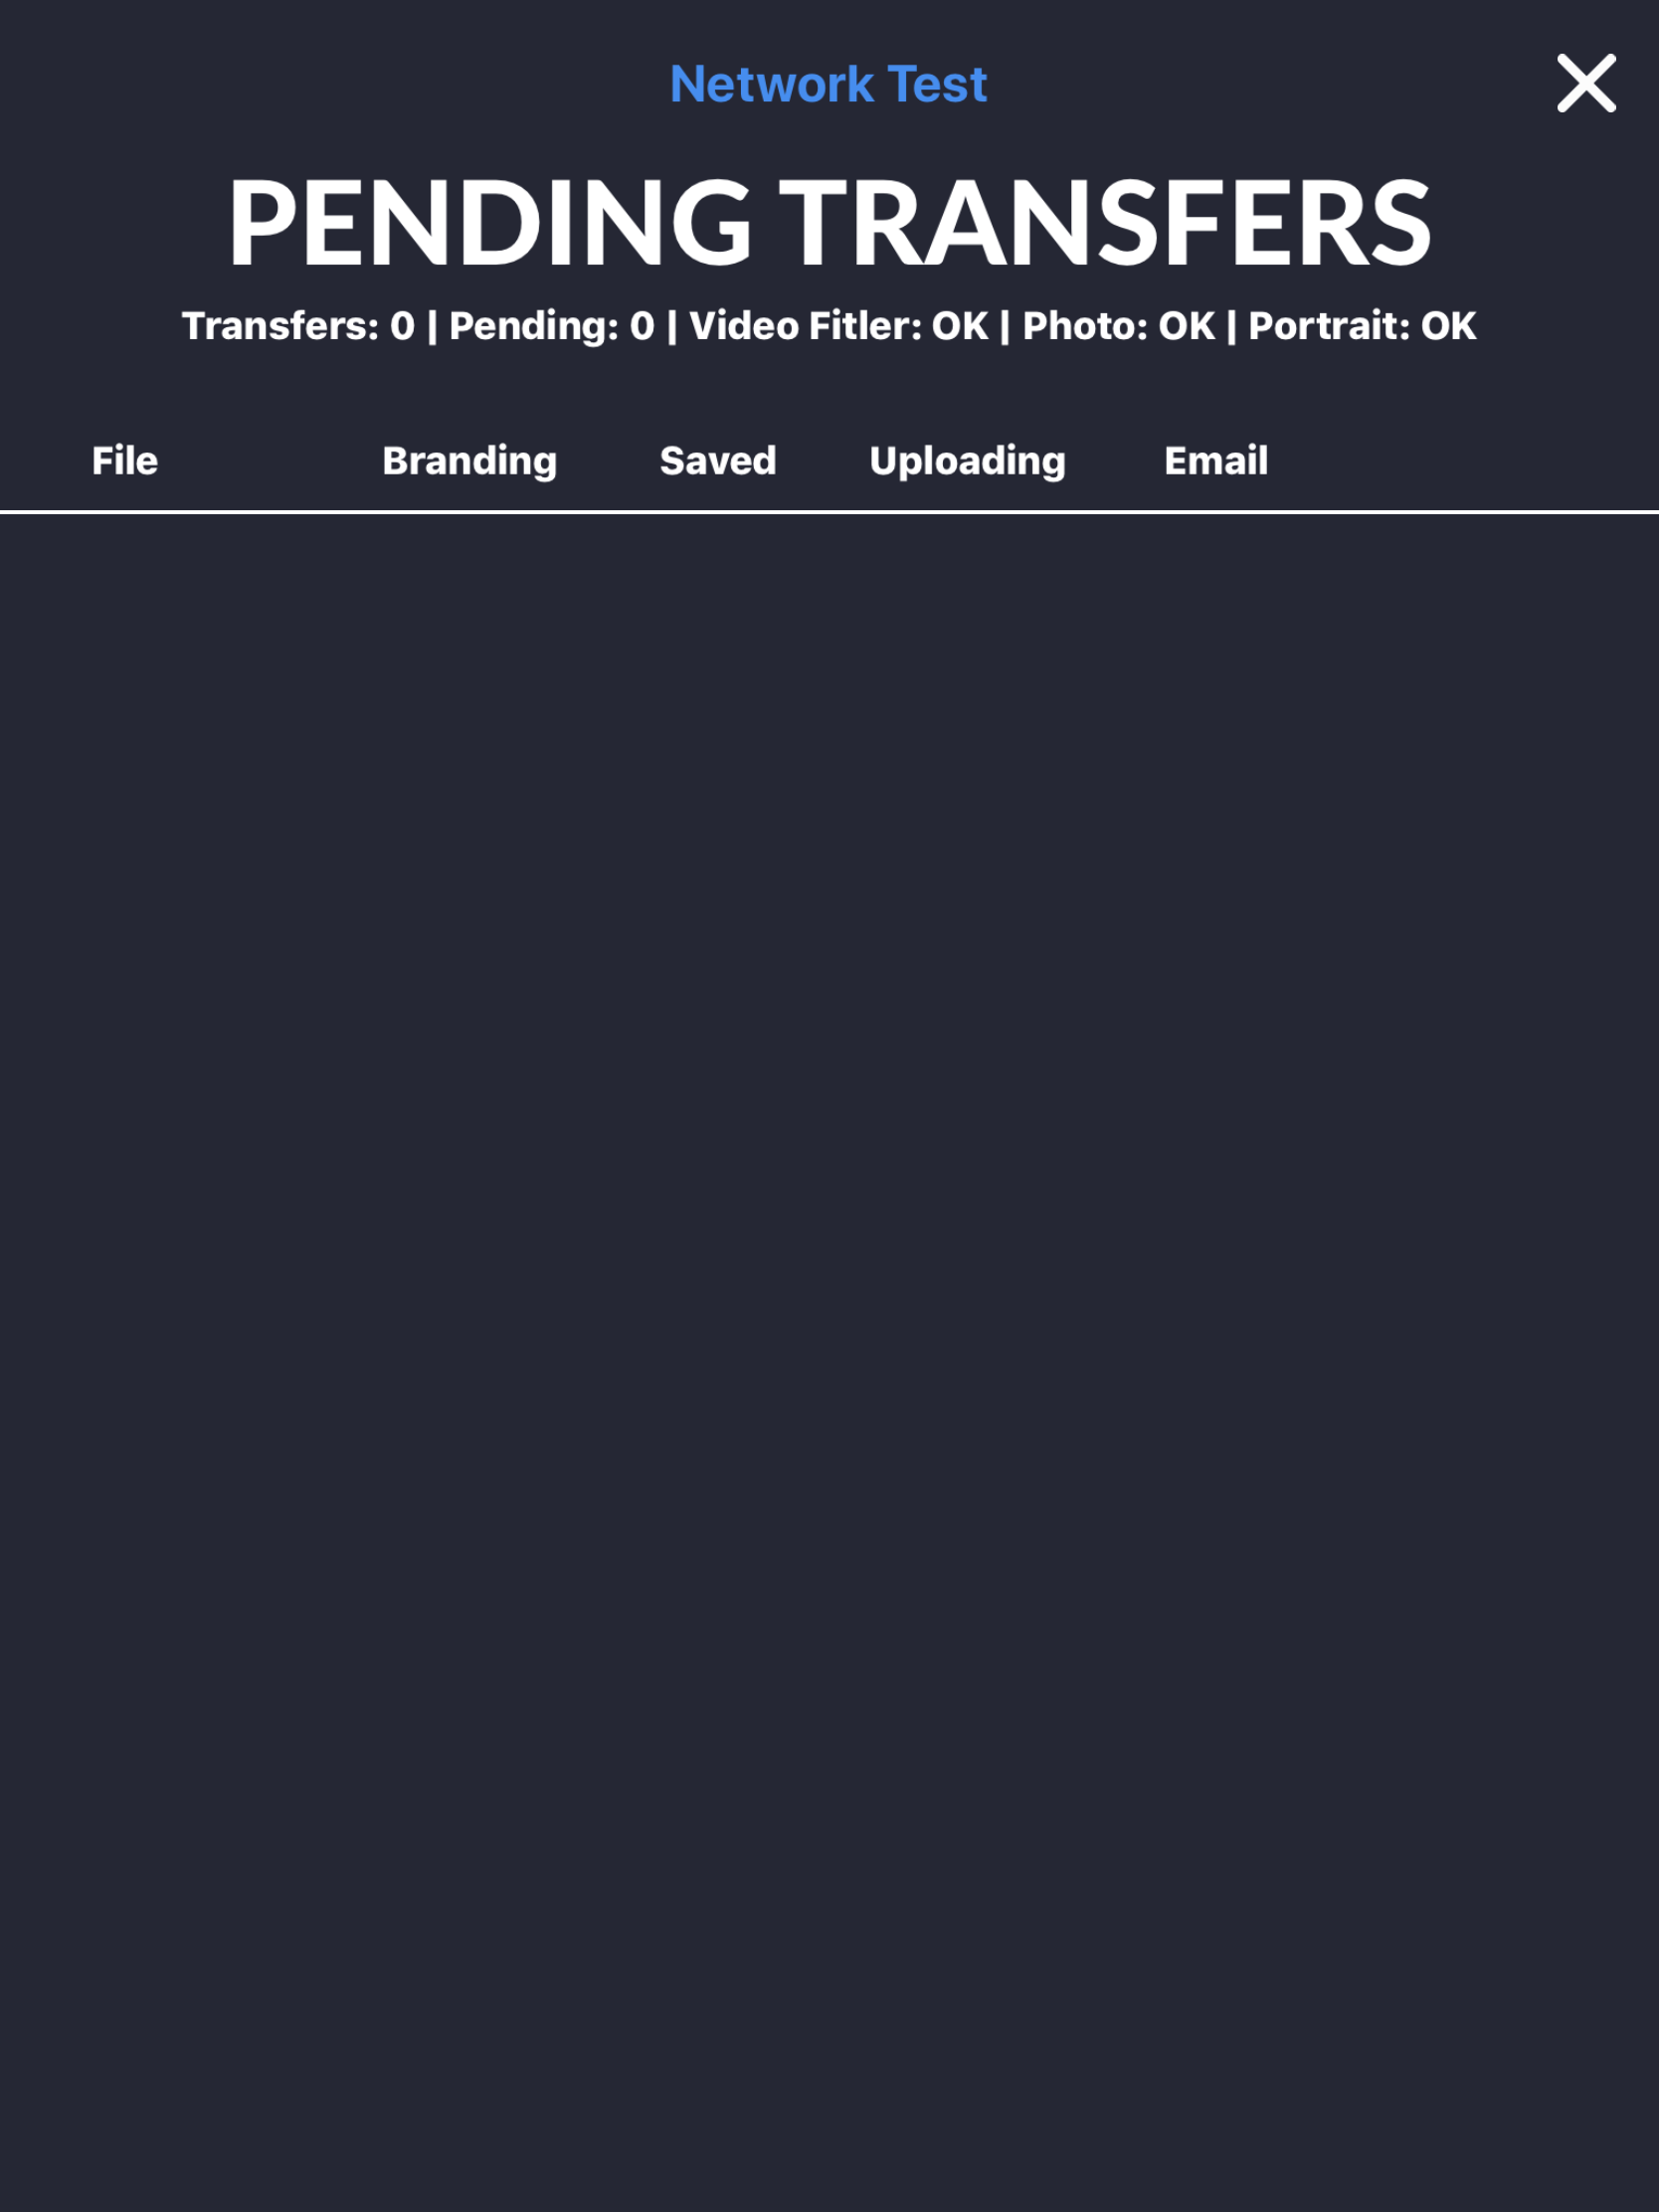 Network Test
PENDING TRANSFERS
Transfers: 0 | Pending: 0 | Video Fitler: OK | Photo: OK | Portrait: OK
File Branding Saved Uploading Email